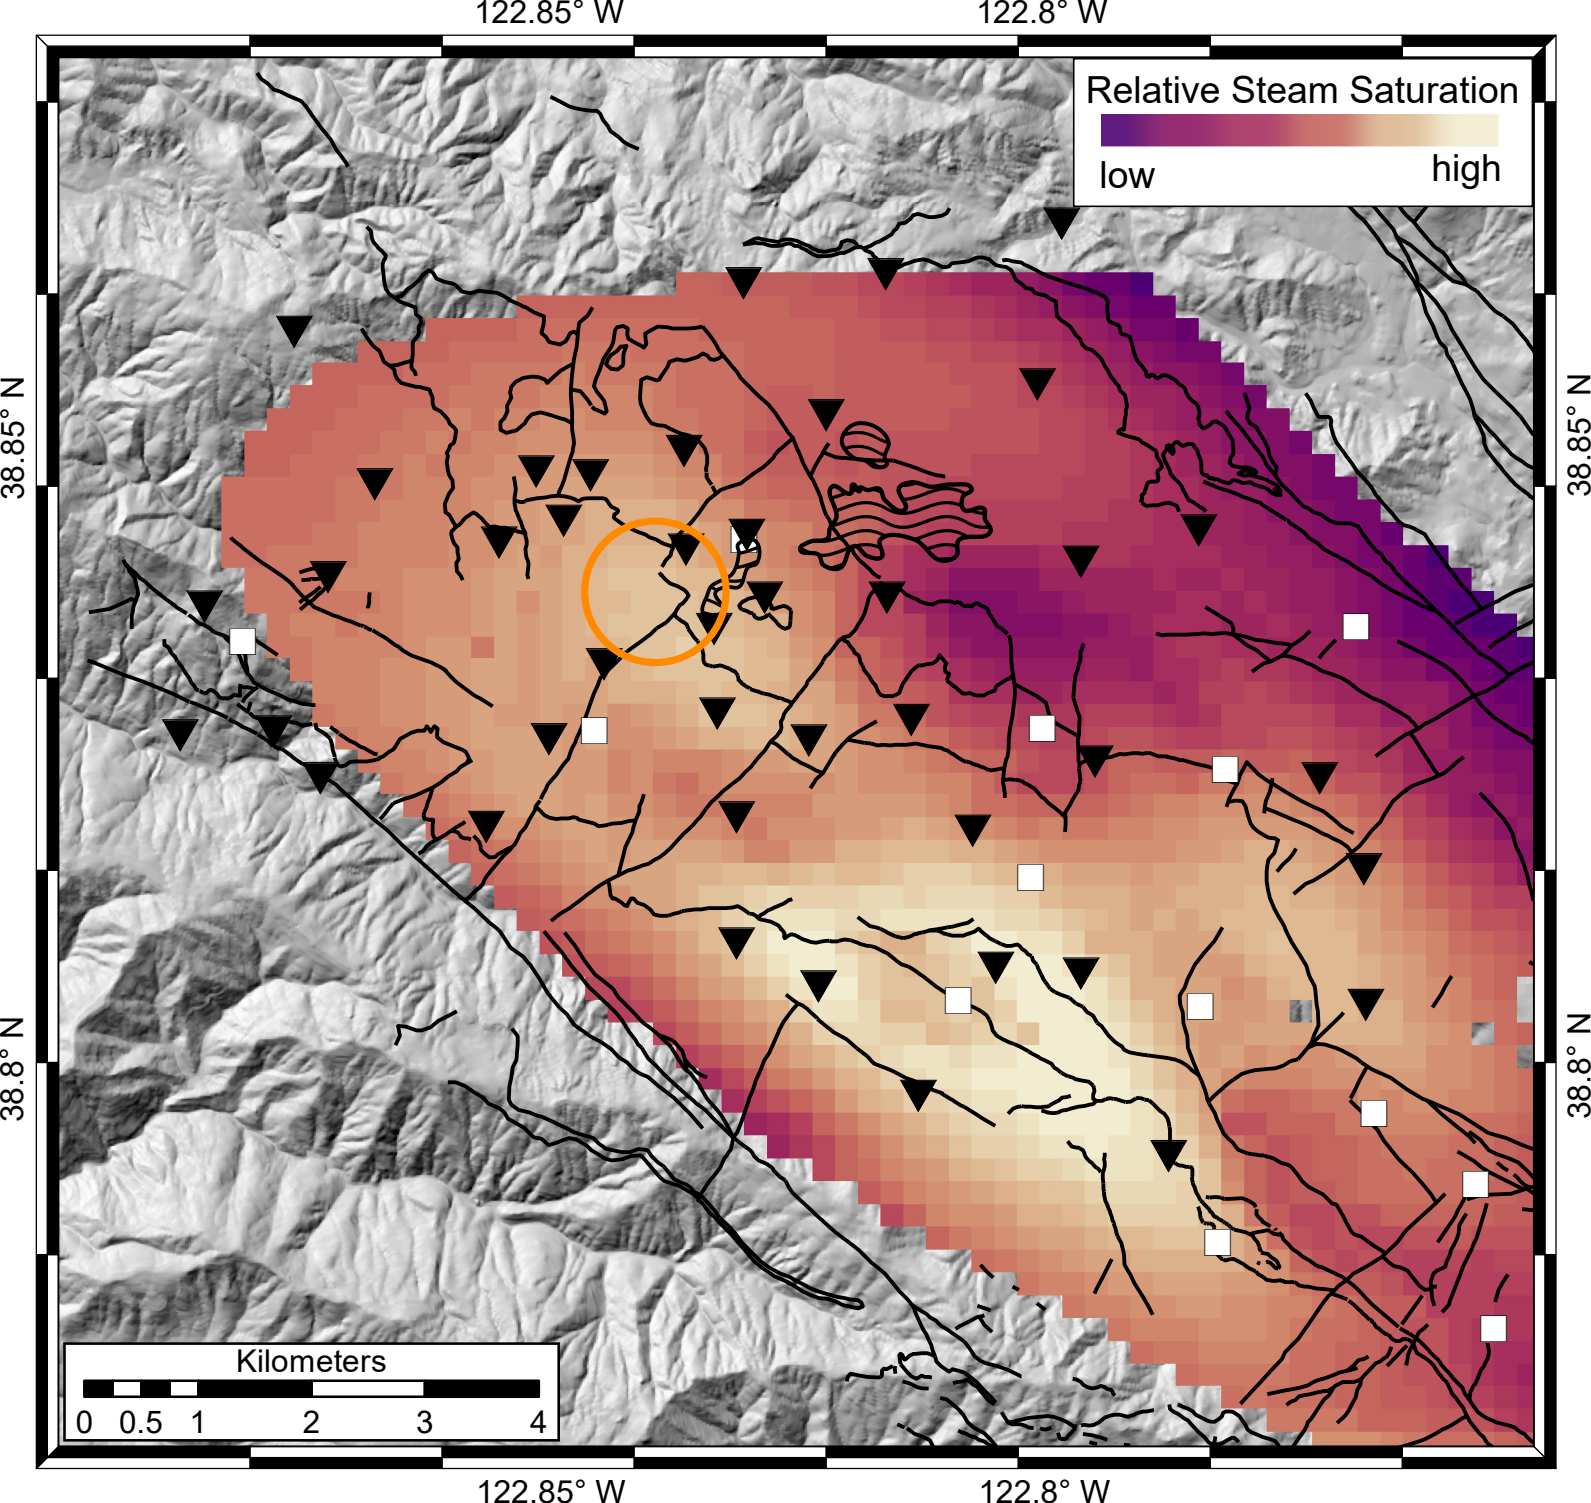 122.85° W 122.8° W
Relative Steam Saturation
low high
38.85° N 38.85° N
38.8° N 38.8° N
Kilometers
0 0.5 1 2 3 4
122.85° W 122.8° W